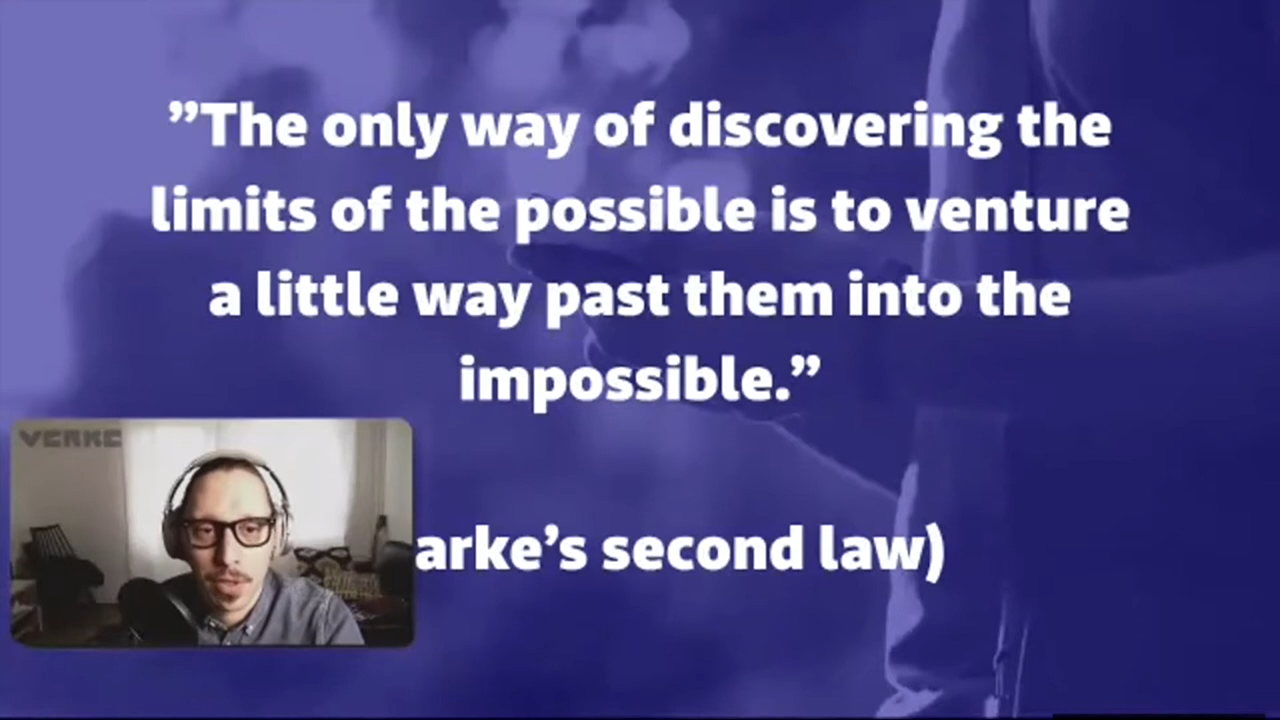 ”The only way of discovering the
limits of the possible is to venture
a little way past them into the
impossible.”
VERKE
arke’s second law)